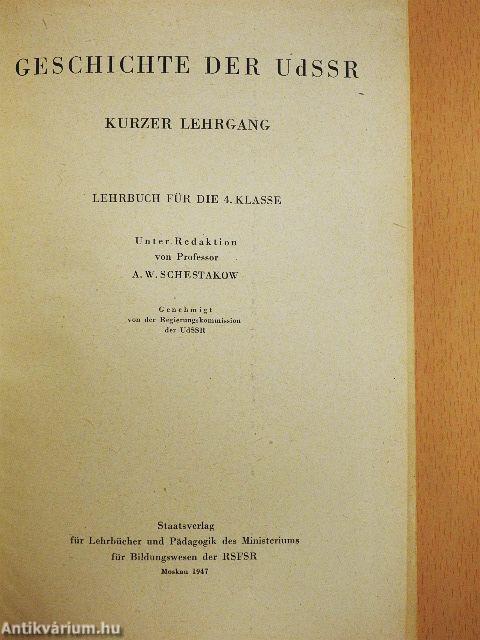 GESCHICHTE DER UdSSR
KURZER LEHRGANG
LEHRBUCH FÜR DIE 4. KLASSE
Unter Redaktion
von Professor
A. W. SCHESTAKOW
Genehmigt
von der Regierungskommission
der UdSSR
Staatsverlag
für Lehrbücher und Pädagogik des Ministeriums
für Bildungswesen der RSFSR
Moskau 1947
Antikvárium.hu